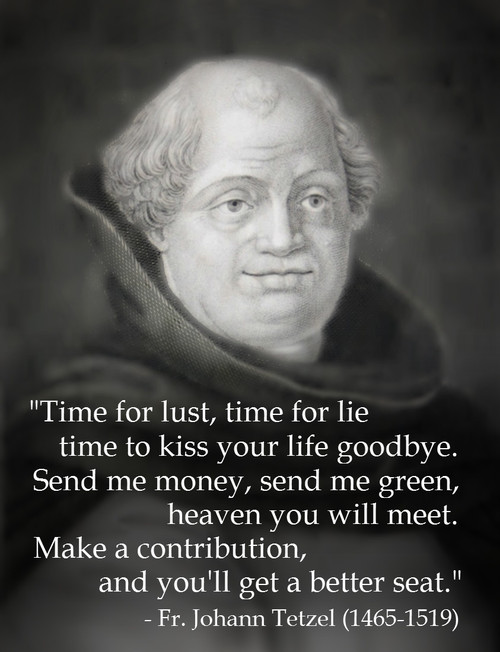 "Time for lust, time for lie
time to kiss your life goodbye.
Send me money, send me green,
heaven you will meet.
Make a contribution,
and you'll get a better seat."
- Fr. Johann Tetzel (1465-1519)